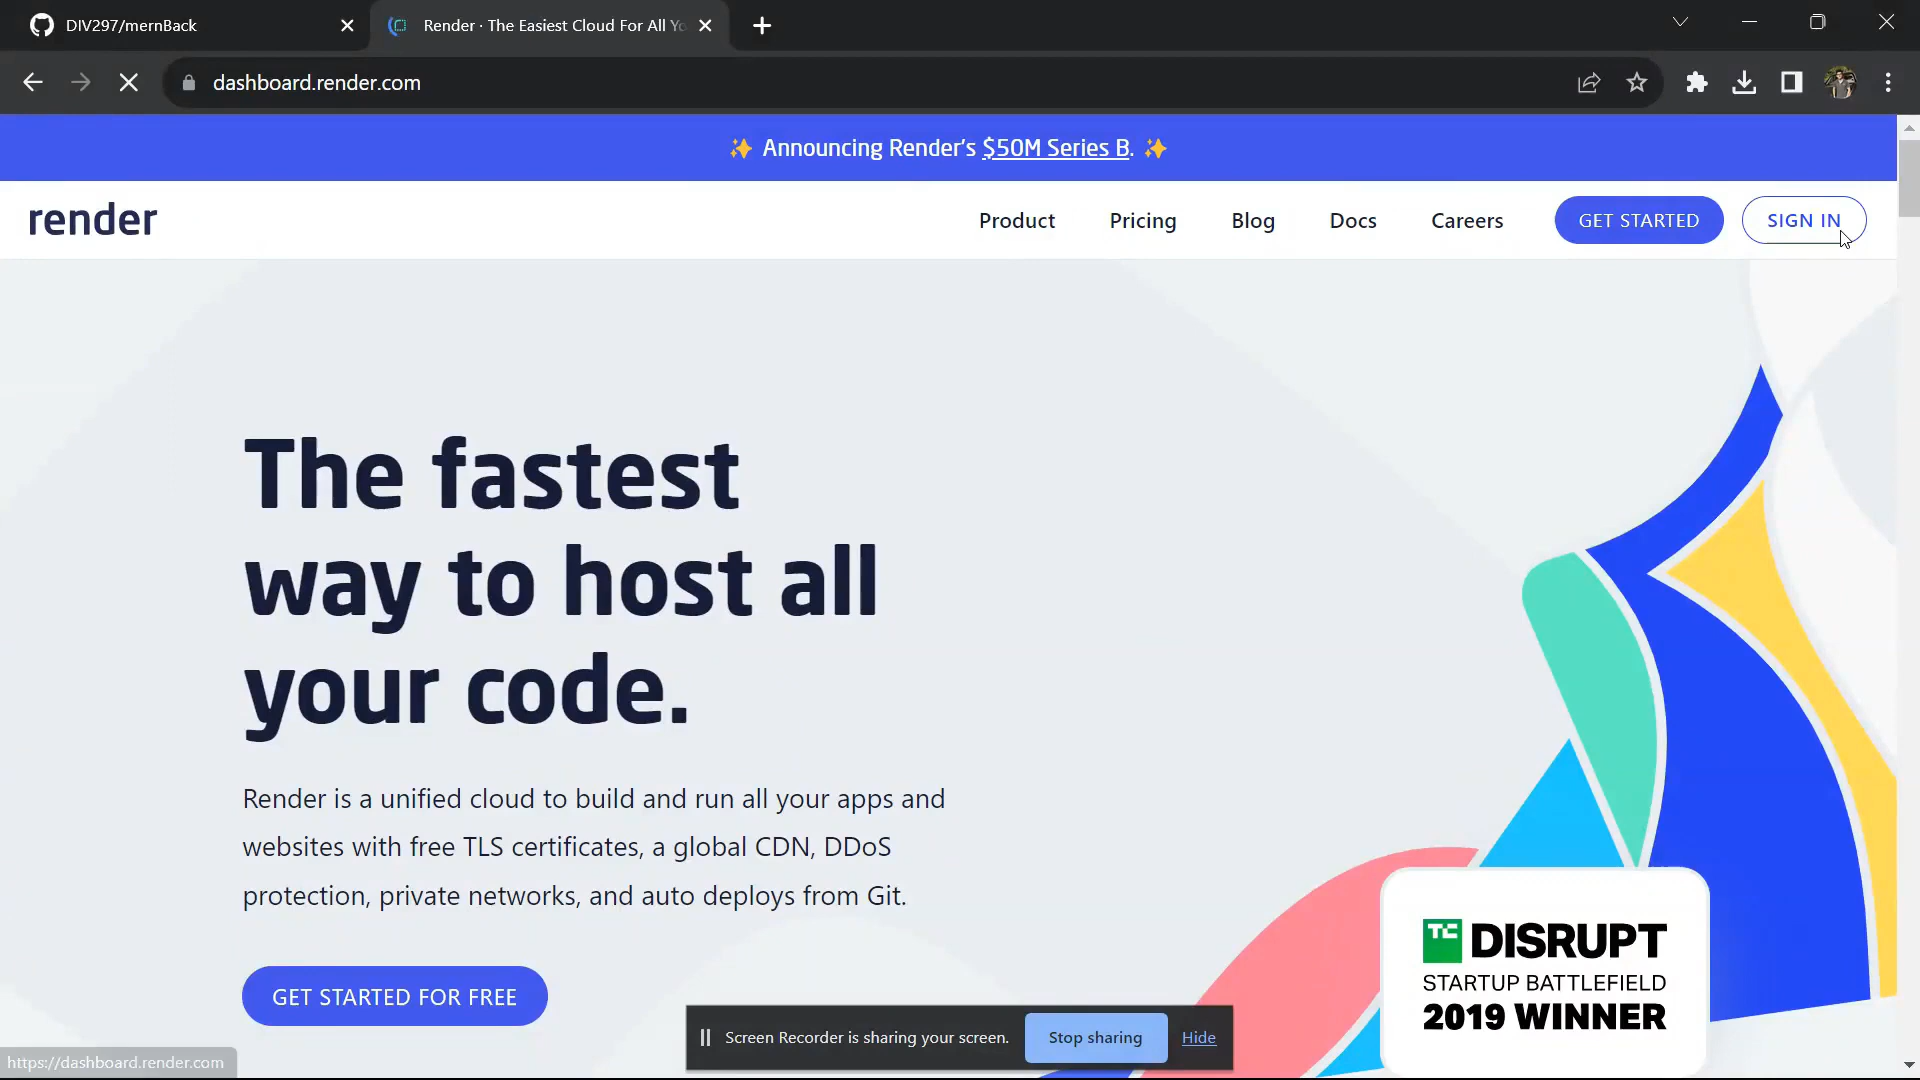 DIV297/mernBack
Render · The Easiest Cloud For All Yo
dashboard.render.com
✨ Announcing Render's $50M Series B. ✨
render
Product
Pricing
Blog
Docs
Careers
GET STARTED
SIGN IN
The fastest
way to host all
your code.
Render is a unified cloud to build and run all your apps and
websites with free TLS certificates, a global CDN, DDoS
protection, private networks, and auto deploys from Git.
GET STARTED FOR FREE
TC DISRUPT
STARTUP BATTLEFIELD
2019 WINNER
Screen Recorder is sharing your screen.
Stop sharing
Hide
https://dashboard.render.com